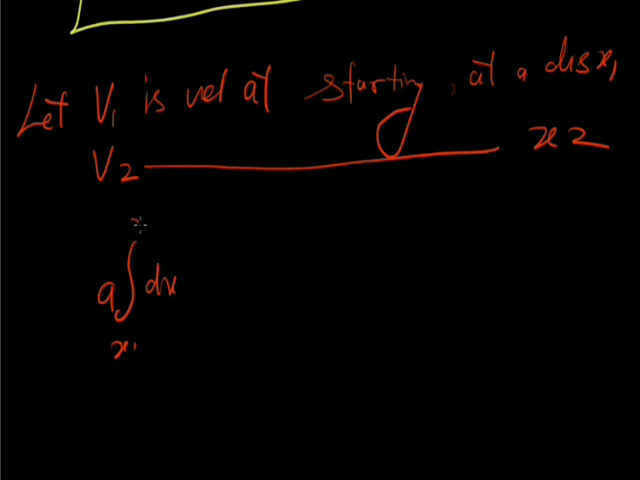 Let V₁ is vel at starting, at a dis x₁
V₂ ———— x₂
a∫dx
x₁